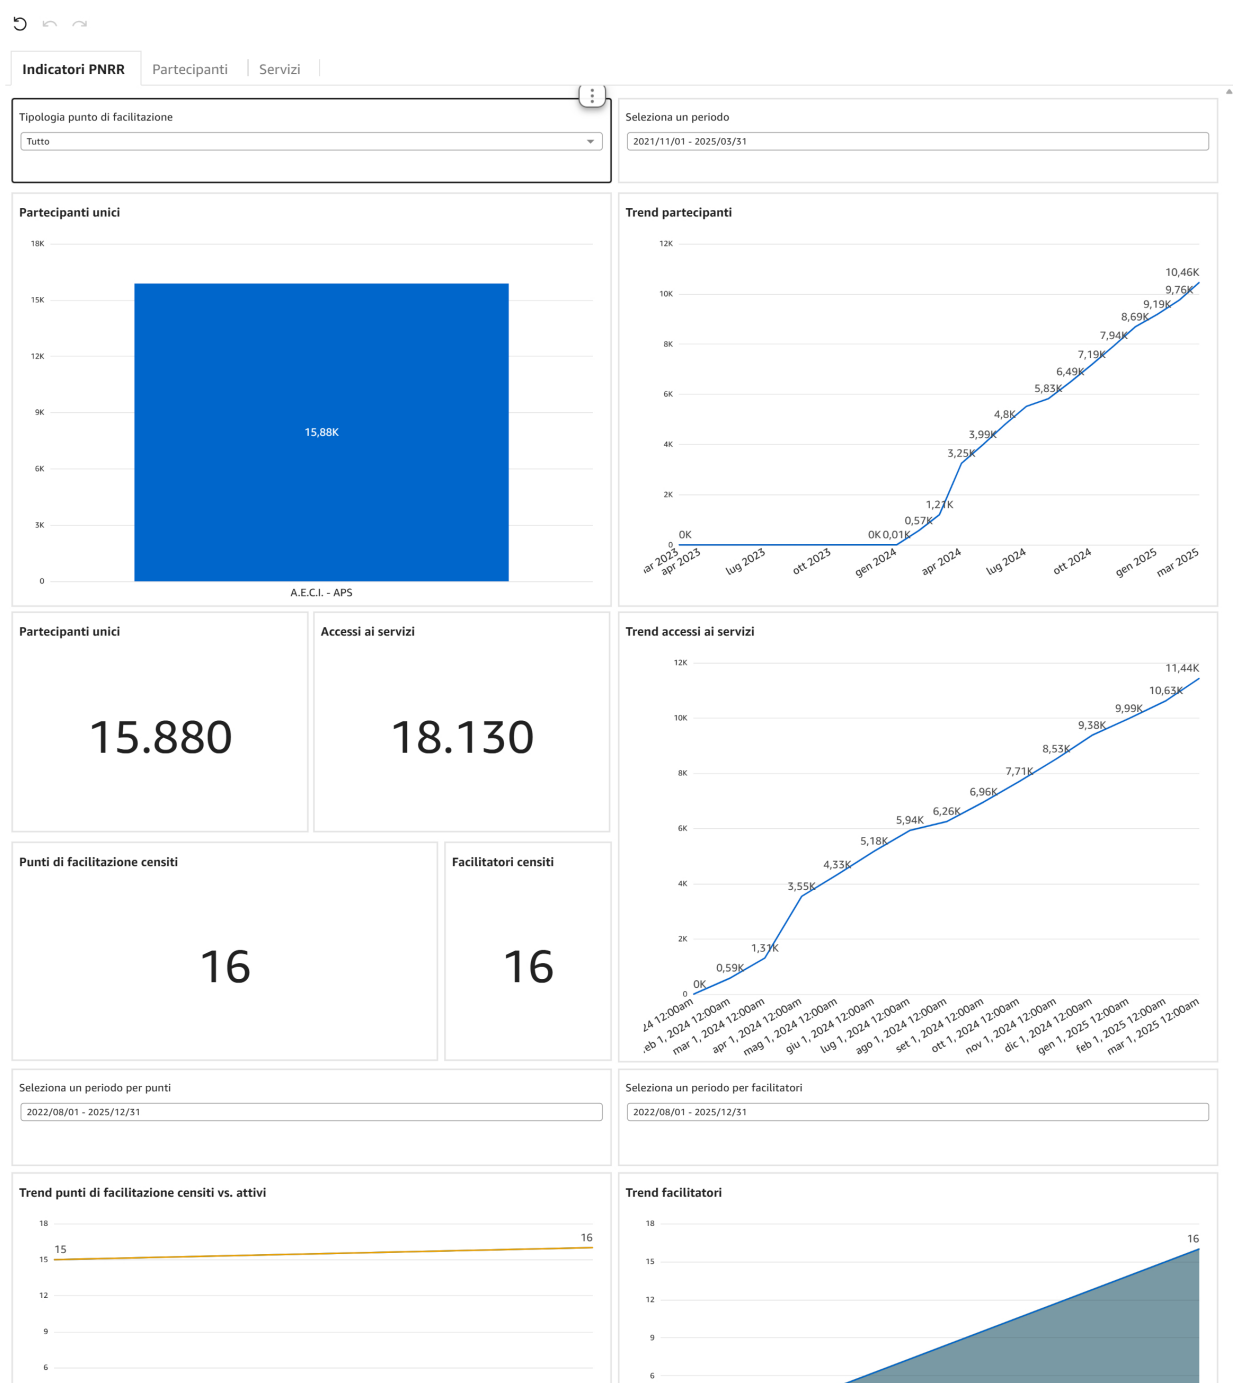 Indicatori PNRR
Partecipanti
Servizi
Tipologia punto di facilitazione
Tutto
Seleziona un periodo
2021/11/01 - 2025/03/31
Partecipanti unici
18K
15K
12K
9K
6K
3K
0
15,88K
A.E.C.I. - APS
Trend partecipanti
12K
10K
8K
6K
4K
2K
0
0K
0K
0,01K
0,57K
1,21K
3,25K
3,99K
4,8K
5,83K
6,49K
7,19K
7,94K
8,69K
9,19K
9,76K
10,46K
ar 2023
apr 2023
lug 2023
ott 2023
gen 2024
apr 2024
lug 2024
ott 2024
gen 2025
mar 2025
Partecipanti unici
15.880
Accessi ai servizi
18.130
Trend accessi ai servizi
12K
10K
8K
6K
4K
2K
0
0K
0,59K
1,31K
3,55K
4,33K
5,18K
5,94K
6,26K
6,96K
7,71K
8,53K
9,38K
9,99K
10,63K
11,44K
24 12:00am
eb 1, 2024 12:00am
mar 1, 2024 12:00am
apr 1, 2024 12:00am
mag 1, 2024 12:00am
giu 1, 2024 12:00am
lug 1, 2024 12:00am
ago 1, 2024 12:00am
set 1, 2024 12:00am
ott 1, 2024 12:00am
nov 1, 2024 12:00am
dic 1, 2024 12:00am
gen 1, 2025 12:00am
feb 1, 2025 12:00am
mar 1, 2025 12:00am
Punti di facilitazione censiti
16
Facilitatori censiti
16
Seleziona un periodo per punti
2022/08/01 - 2025/12/31
Seleziona un periodo per facilitatori
2022/08/01 - 2025/12/31
Trend punti di facilitazione censiti vs. attivi
18
15
12
9
6
15
16
Trend facilitatori
18
15
12
9
6
16